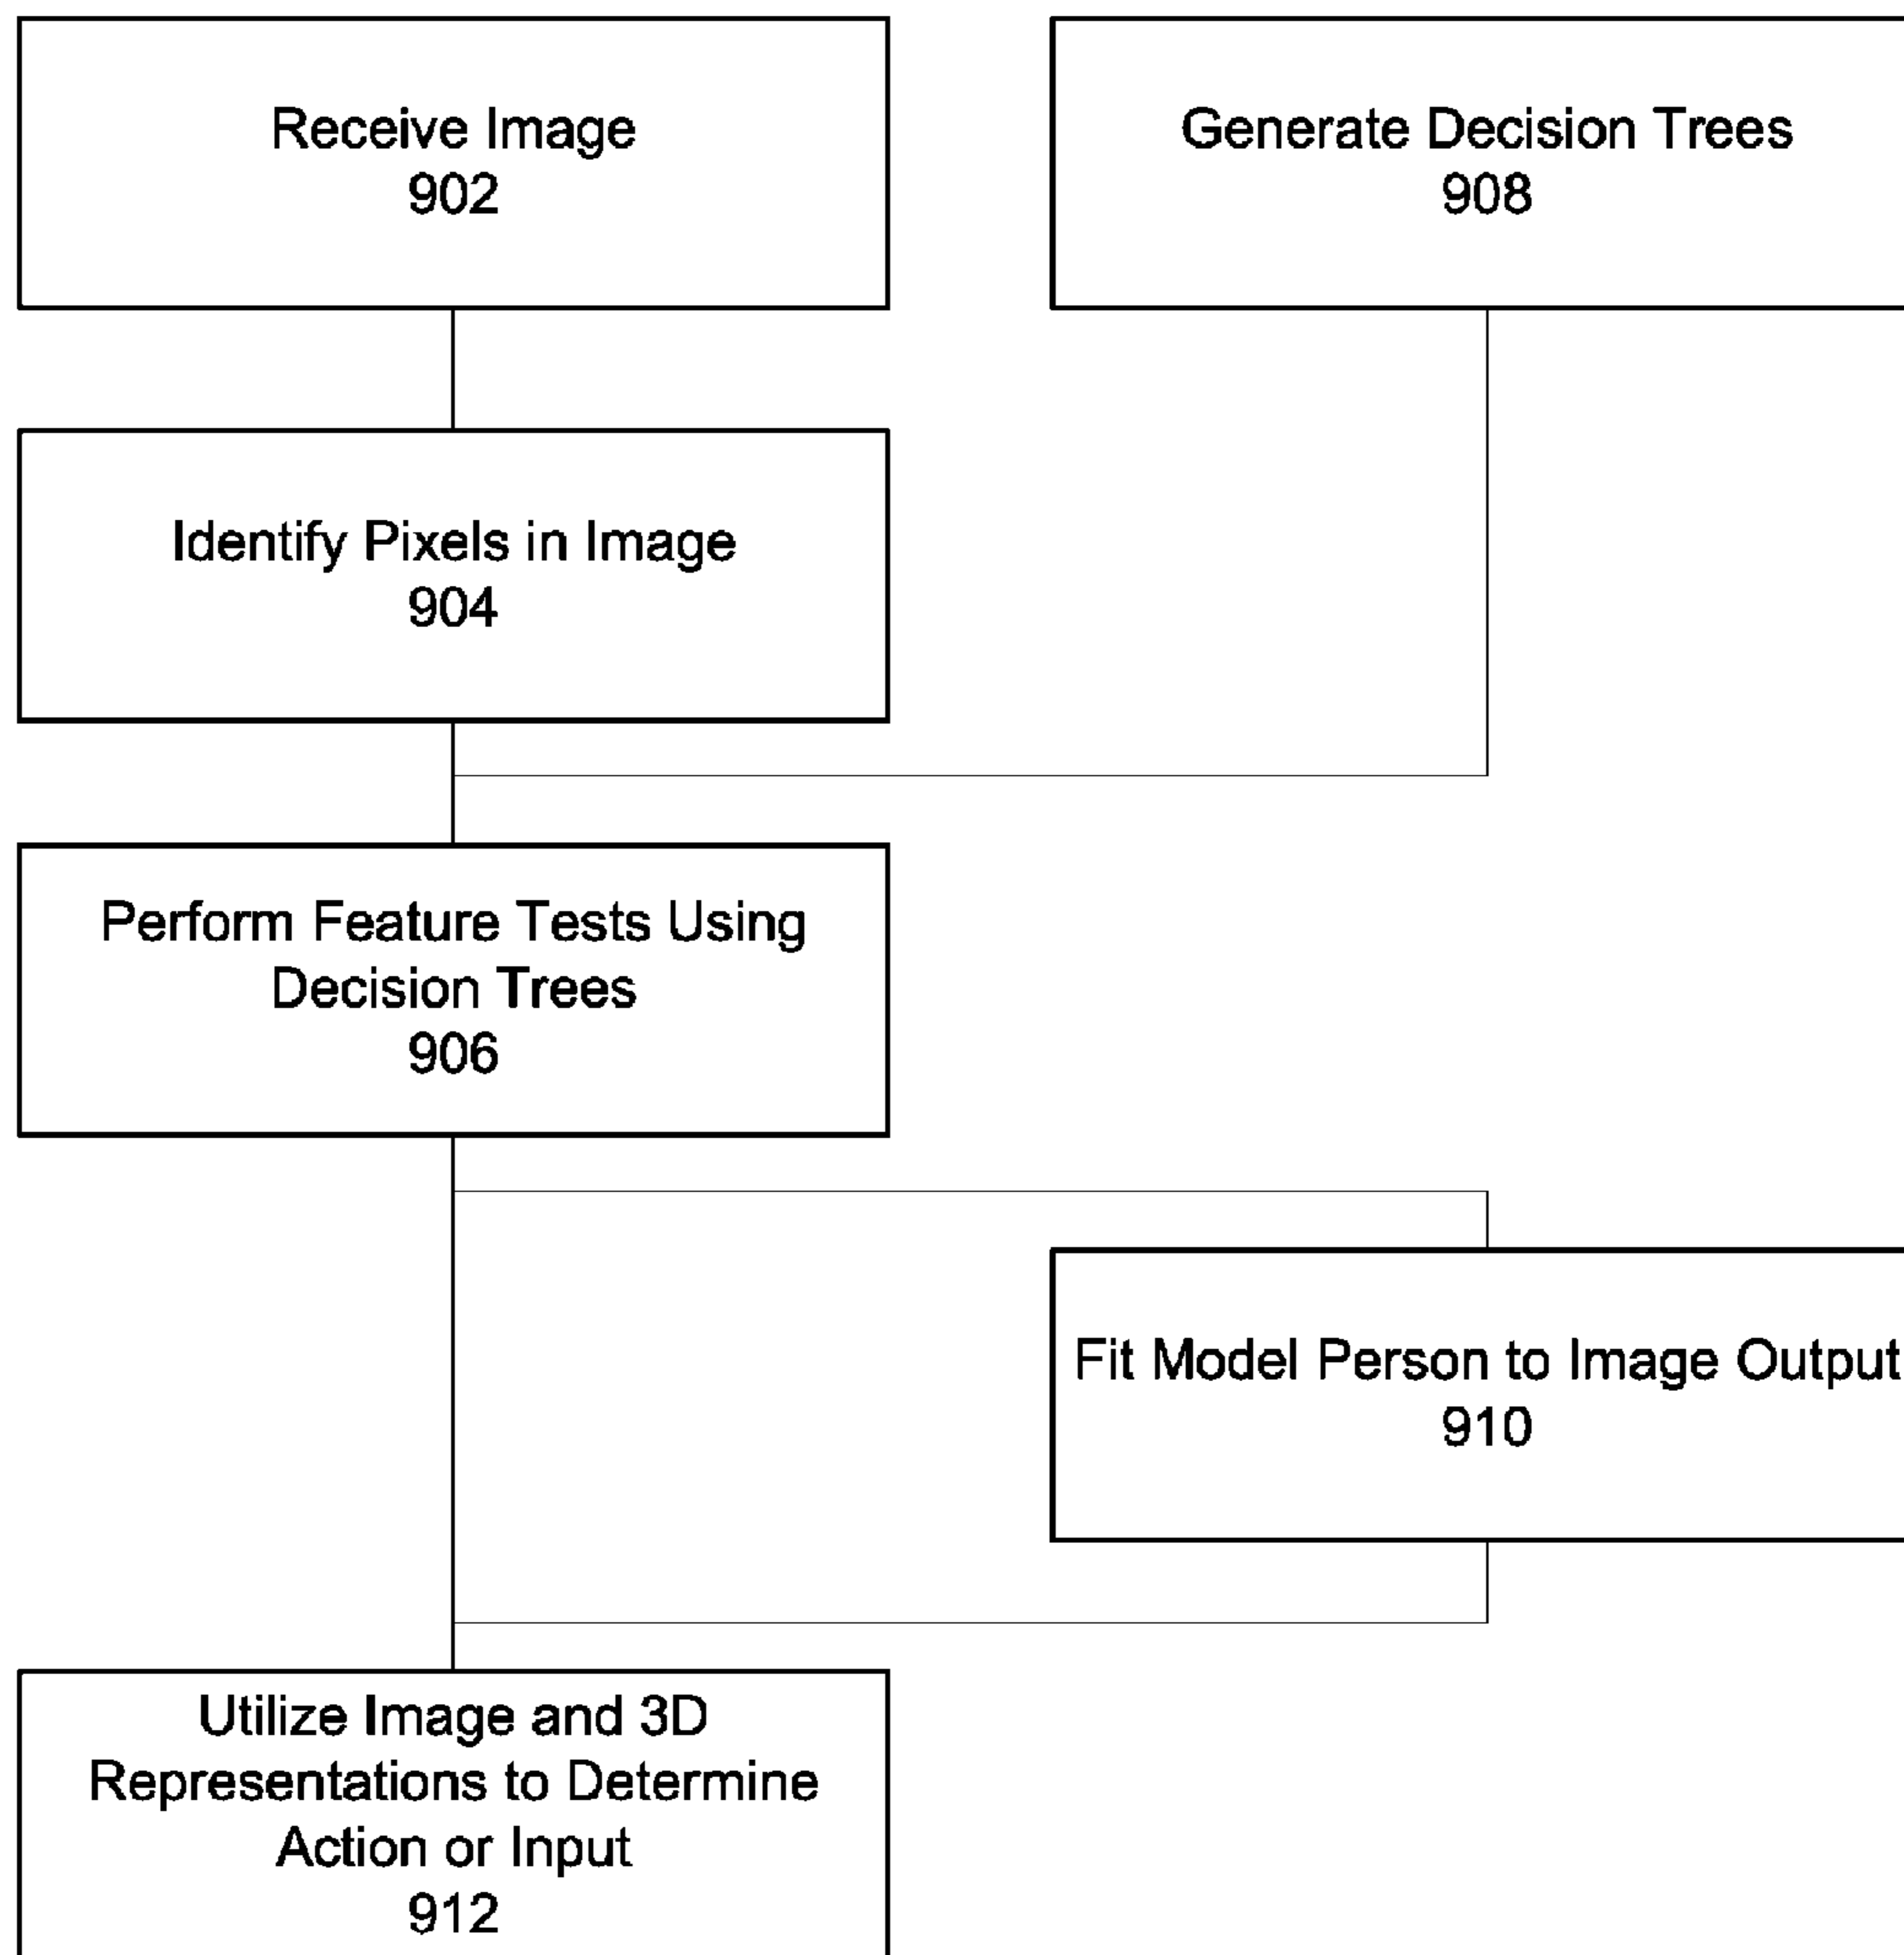 Receive Image
902
Generate Decision Trees
908
Identify Pixels in Image
904
Perform Feature Tests Using
Decision Trees
906
Fit Model Person to Image Output
910
Utilize Image and 3D
Representations to Determine
Action or Input
912